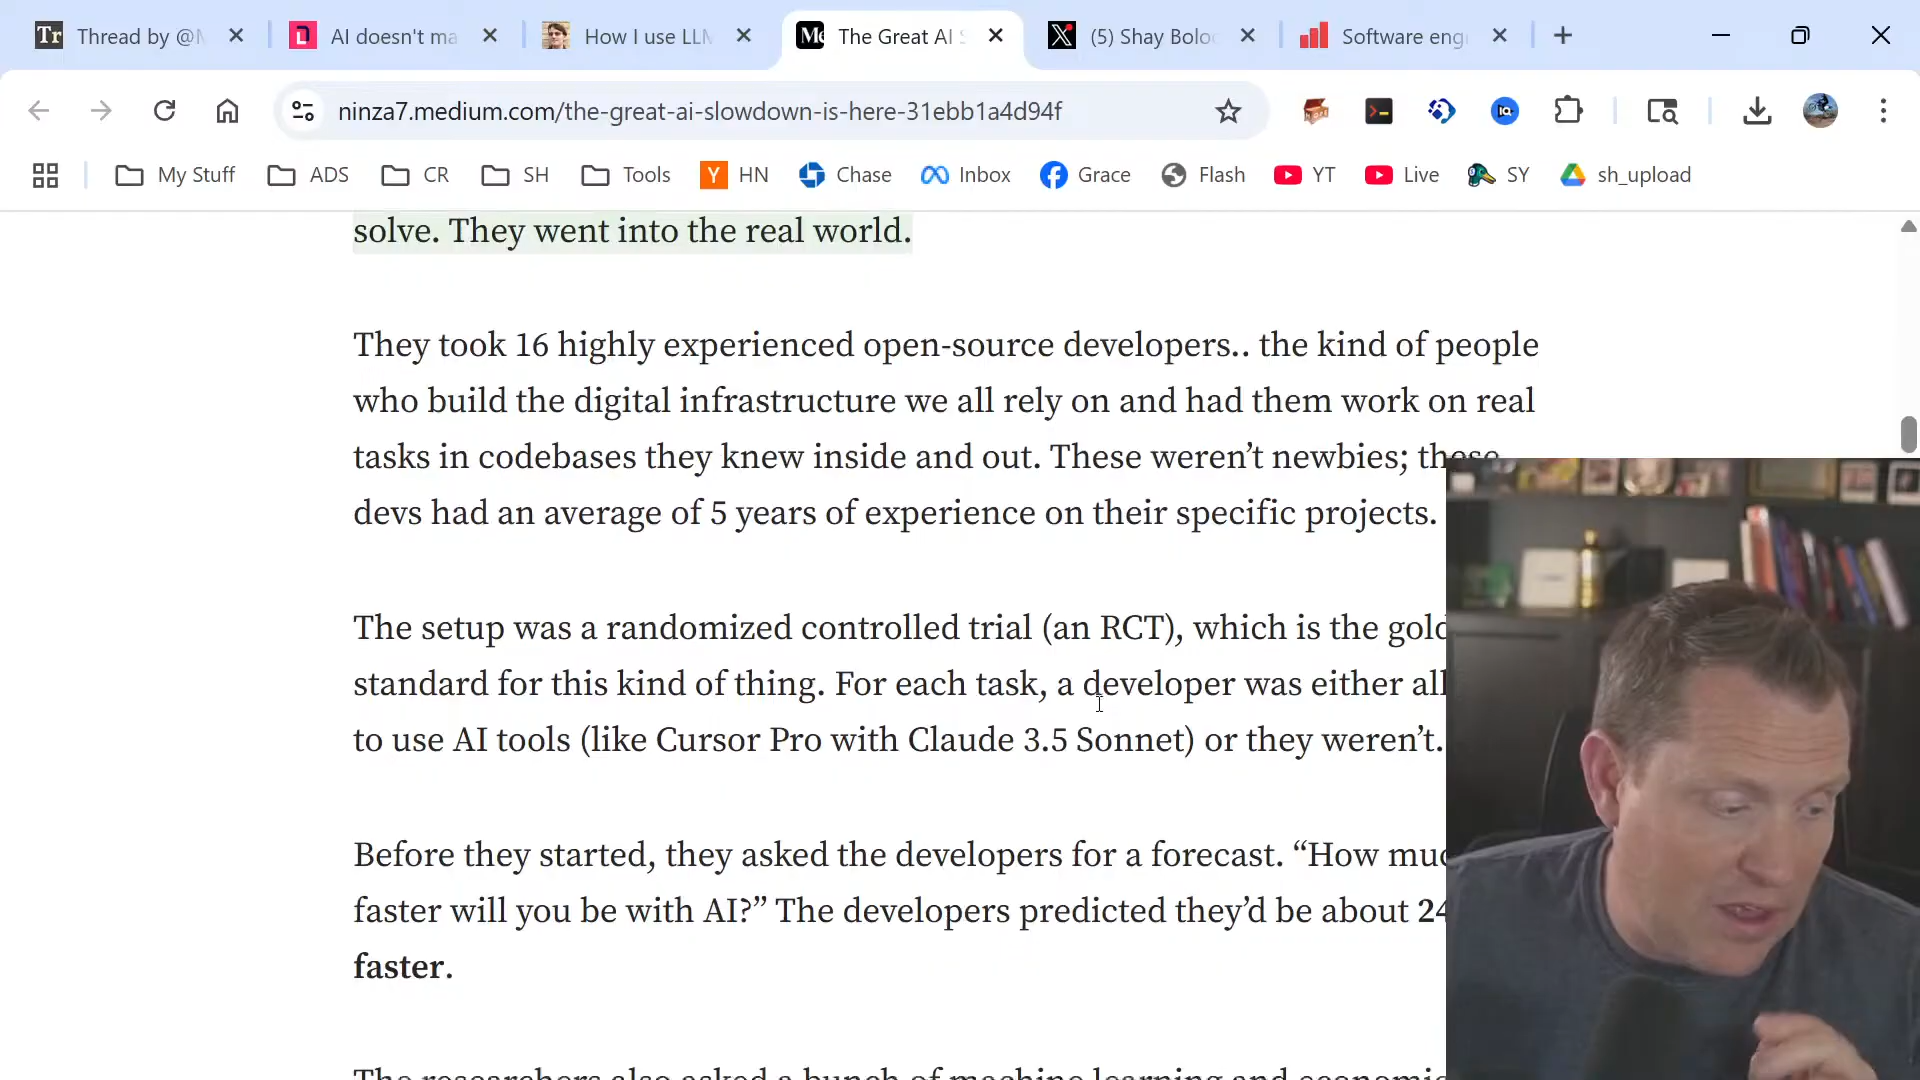 Thread by @M
AI doesn't ma
How I use LLM
The Great AI S
(5) Shay Boloc
Software engi
ninza7.medium.com/the-great-ai-slowdown-is-here-31ebb1a4d94f
My Stuff
ADS
CR
SH
Tools
HN
Chase
Inbox
Grace
Flash
YT
Live
SY
sh_upload
solve. They went into the real world.
They took 16 highly experienced open-source developers.. the kind of people
who build the digital infrastructure we all rely on and had them work on real
tasks in codebases they knew inside and out. These weren’t newbies; these
devs had an average of 5 years of experience on their specific projects.
The setup was a randomized controlled trial (an RCT), which is the gold
standard for this kind of thing. For each task, a developer was either all
to use AI tools (like Cursor Pro with Claude 3.5 Sonnet) or they weren’t.
Before they started, they asked the developers for a forecast. “How muc
faster will you be with AI?” The developers predicted they’d be about 24
faster.
The researchers also asked a bunch of machine learning and economic